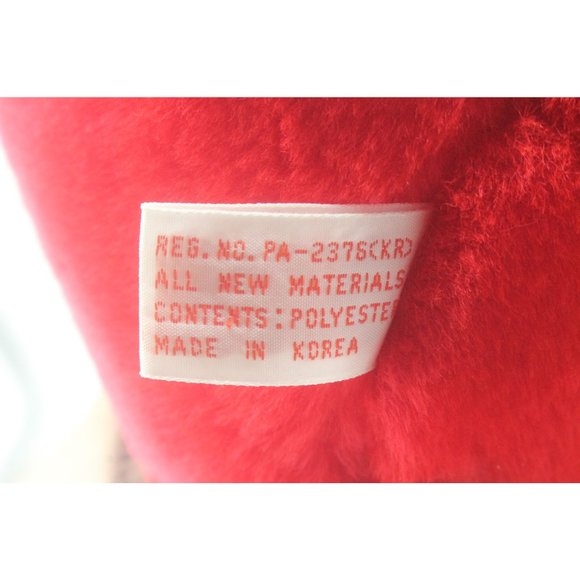 REG. NO. PA-2376(KR)
ALL NEW MATERIALS
CONTENTS:POLYESTER
MADE IN KOREA